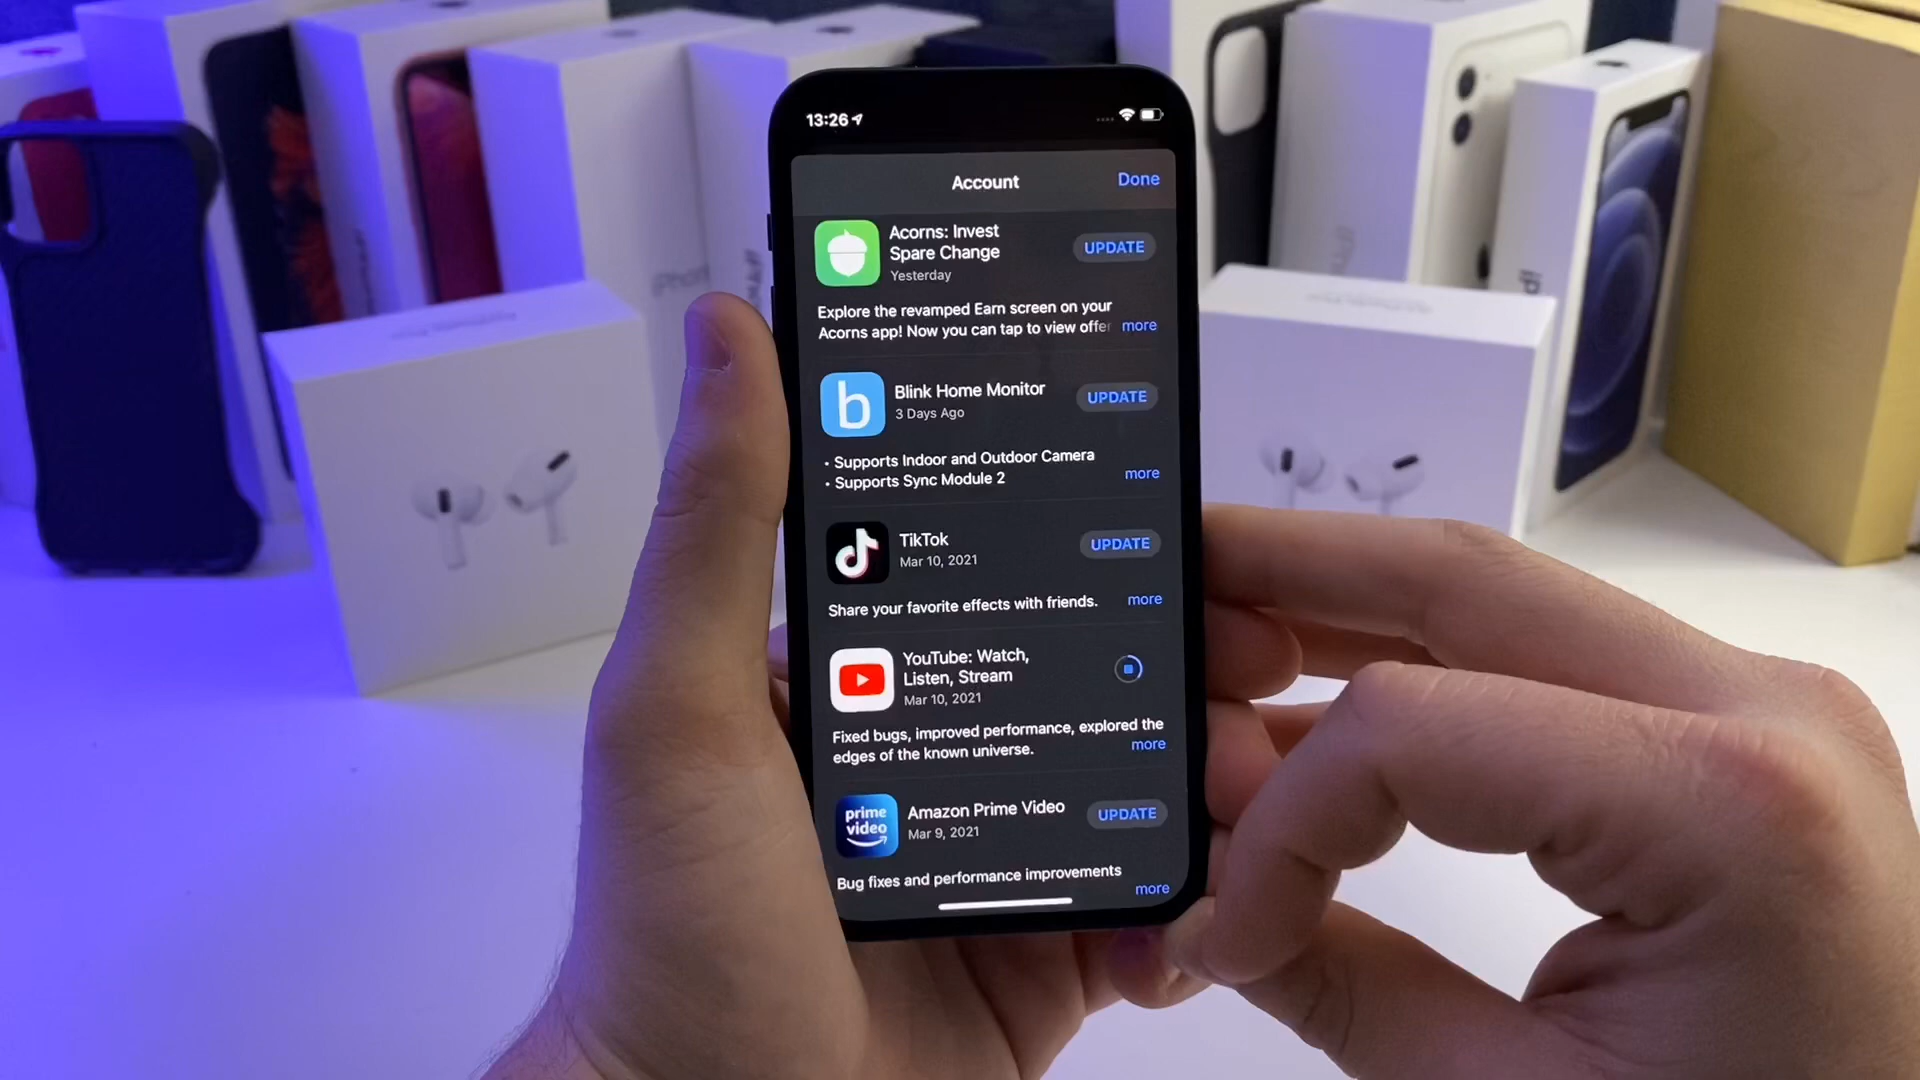 13:26
Account
Done
Acorns: Invest
Spare Change
Yesterday
UPDATE
Explore the revamped Earn screen on your
Acorns app! Now you can tap to view offer
more
b
Blink Home Monitor
3 Days Ago
UPDATE
• Supports Indoor and Outdoor Camera
• Supports Sync Module 2
more
TikTok
Mar 10, 2021
UPDATE
Share your favorite effects with friends.
more
YouTube: Watch,
Listen, Stream
Mar 10, 2021
Fixed bugs, improved performance, explored the
edges of the known universe.
more
prime
video
Amazon Prime Video
Mar 9, 2021
UPDATE
Bug fixes and performance improvements
more